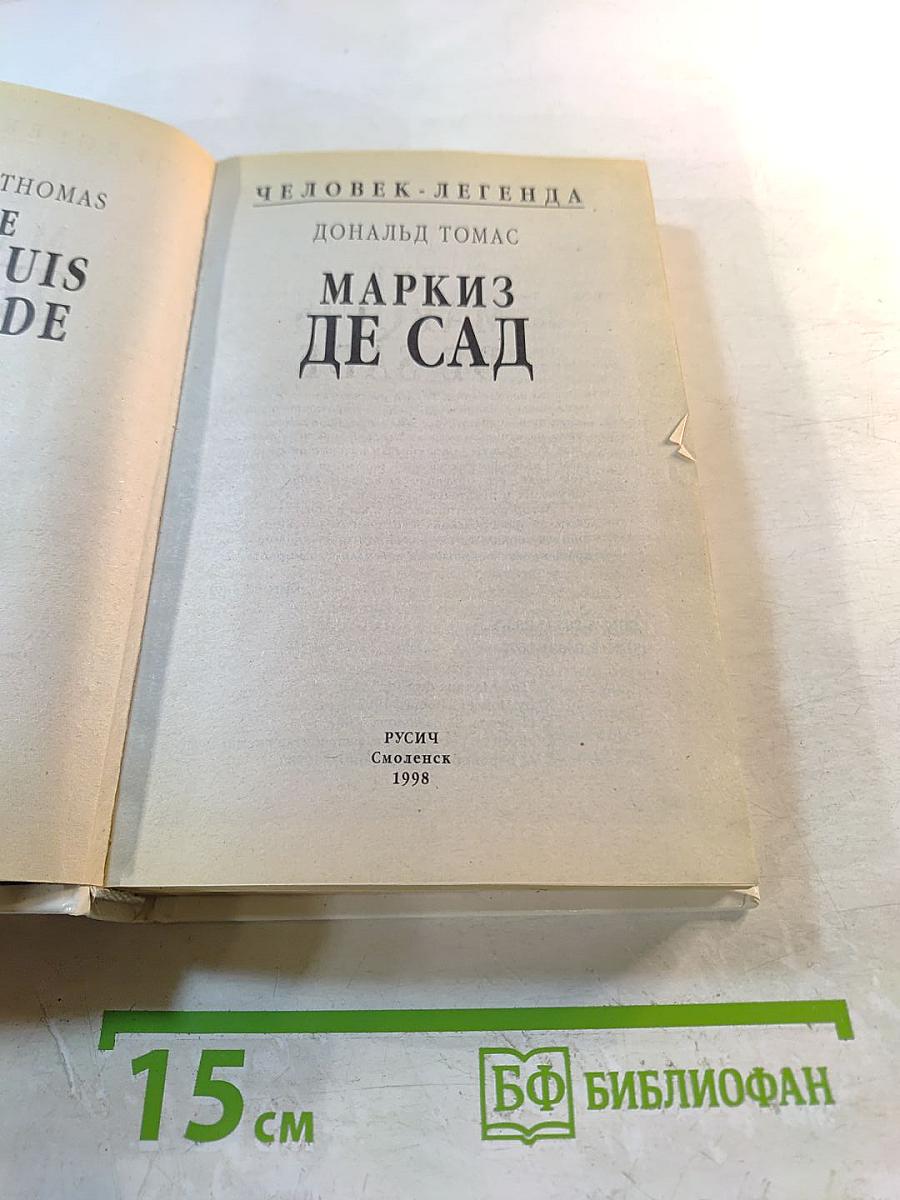 THOMAS
E
UIS
DE
ЧЕЛОВЕК - ЛЕГЕНДА
ДОНАЛЬД ТОМАС
МАРКИЗ
ДЕ САД
РУСИЧ
Смоленск
1998
15 см
БФ БИБЛИОФАН